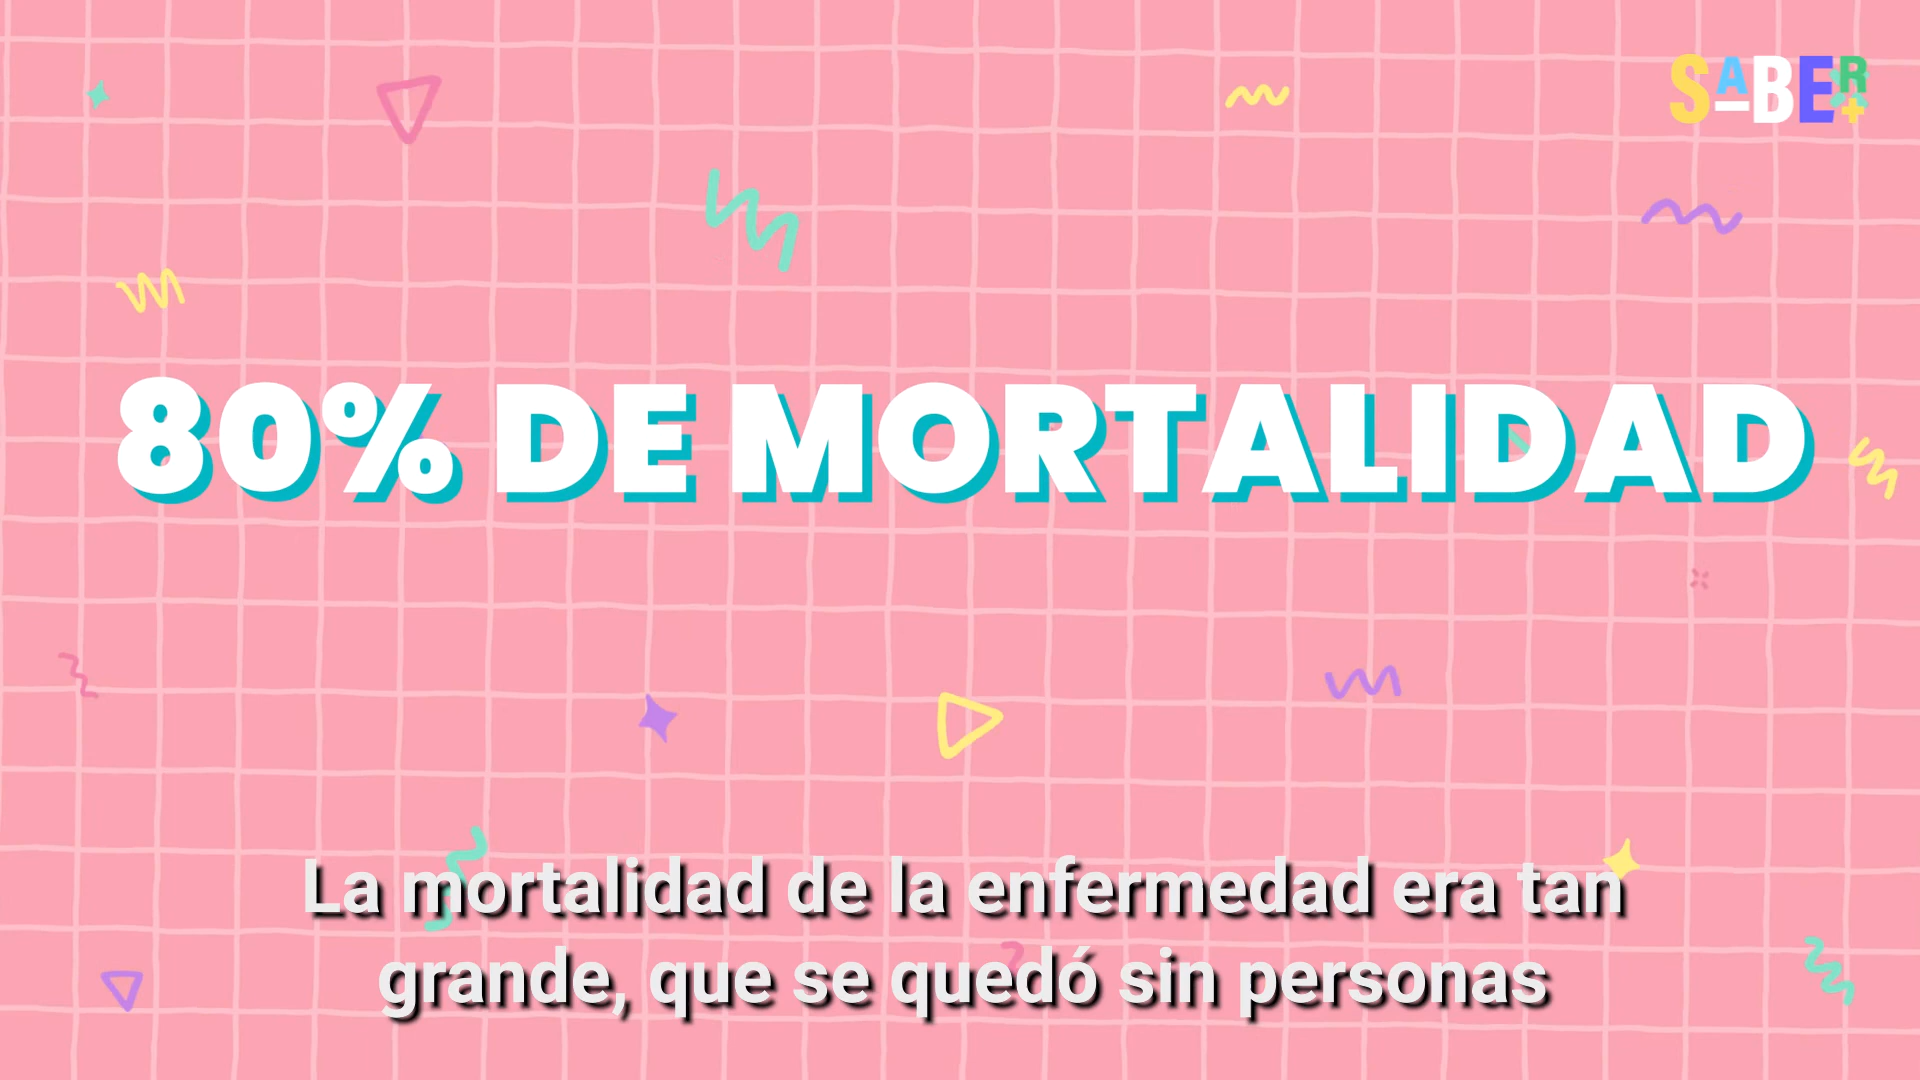 SABER+
80% DE MORTALIDAD
La mortalidad de la enfermedad era tan
grande, que se quedó sin personas